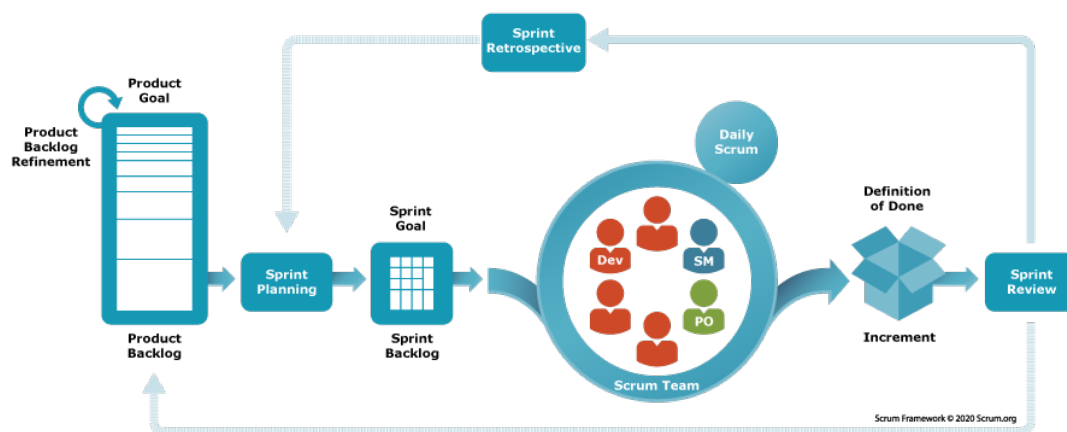 Sprint
Retrospective
Product
Goal
Product
Backlog
Refinement
Daily
Scrum
Sprint
Goal
Definition
of Done
Dev
SM
Sprint
Planning
Sprint
Review
PO
Product
Backlog
Sprint
Backlog
Increment
Scrum Team
Scrum Framework © 2020 Scrum.org